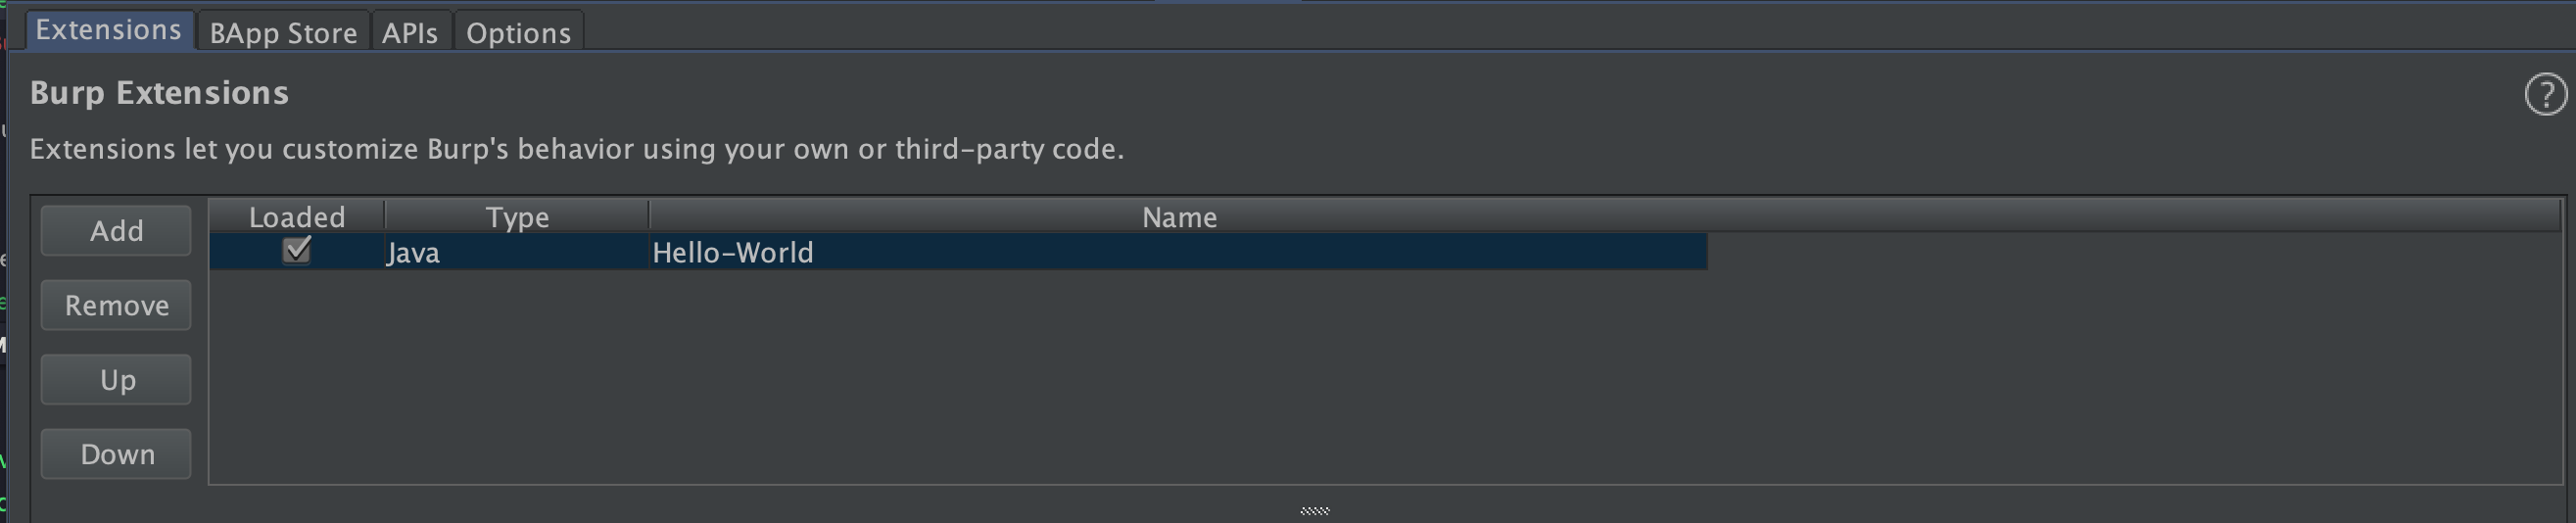 Extensions BApp Store APIs Options
Burp Extensions
?
Extensions let you customize Burp's behavior using your own or third-party code.
Add
Remove
Up
Down
Loaded Type Name
Java Hello-World